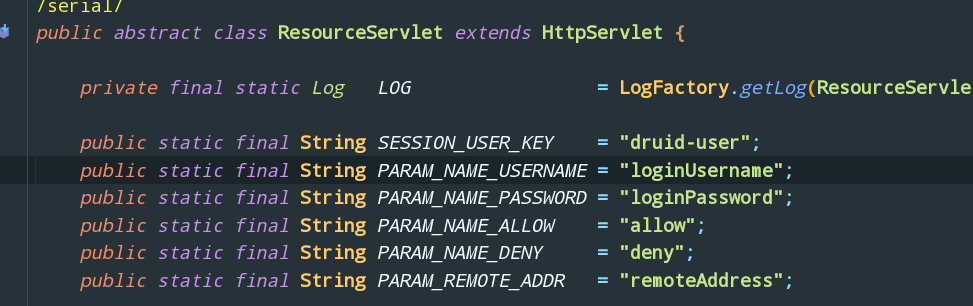 /serial/
public abstract class ResourceServlet extends HttpServlet {
private final static Log LOG = LogFactory.getLog(ResourceServle
public static final String SESSION_USER_KEY = "druid-user";
public static final String PARAM_NAME_USERNAME = "loginUsername";
public static final String PARAM_NAME_PASSWORD = "loginPassword";
public static final String PARAM_NAME_ALLOW = "allow";
public static final String PARAM_NAME_DENY = "deny";
public static final String PARAM_REMOTE_ADDR = "remoteAddress";